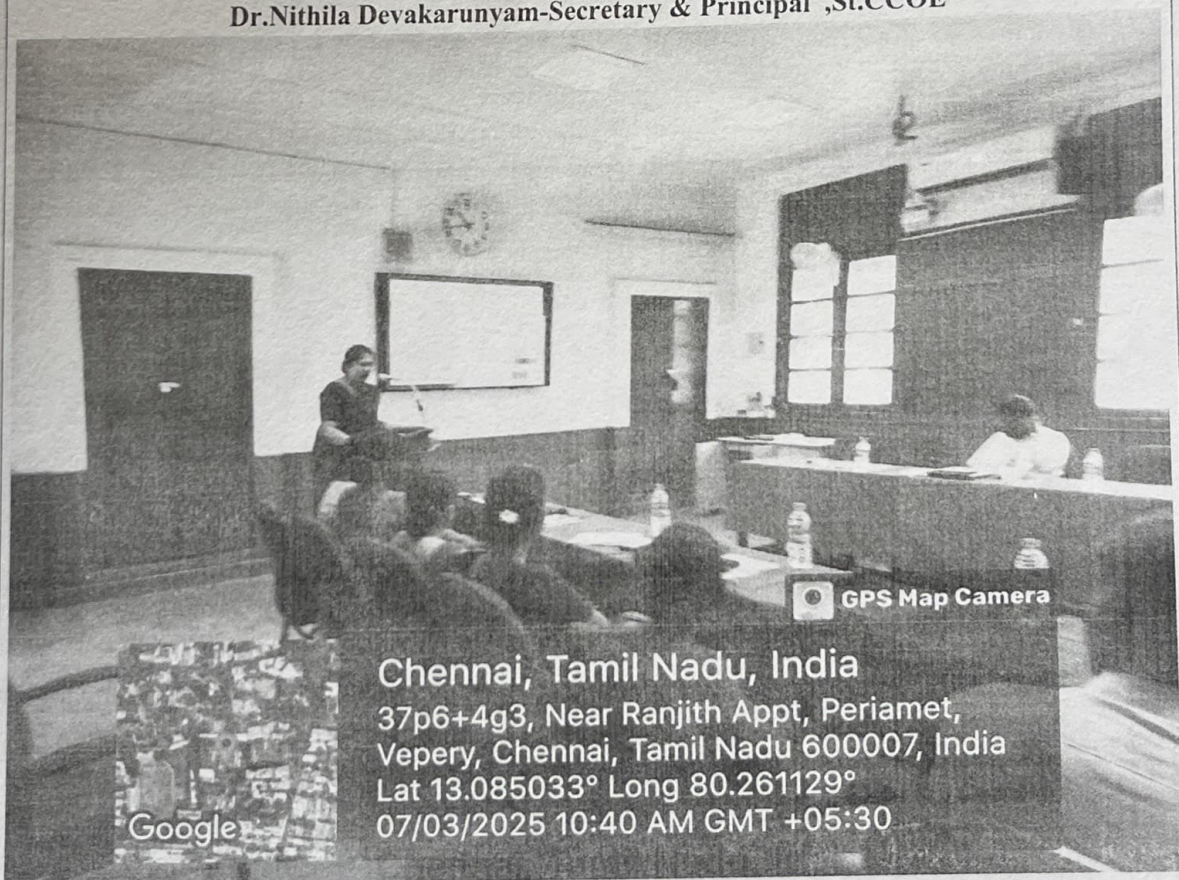 Dr.Nithila Devakarunyam-Secretary & Principal ,St.CCOE
GPS Map Camera
Chennai, Tamil Nadu, India
37p6+4g3, Near Ranjith Appt, Periamet,
Vepery, Chennai, Tamil Nadu 600007, India
Lat 13.085033° Long 80.261129°
07/03/2025 10:40 AM GMT +05:30
Google